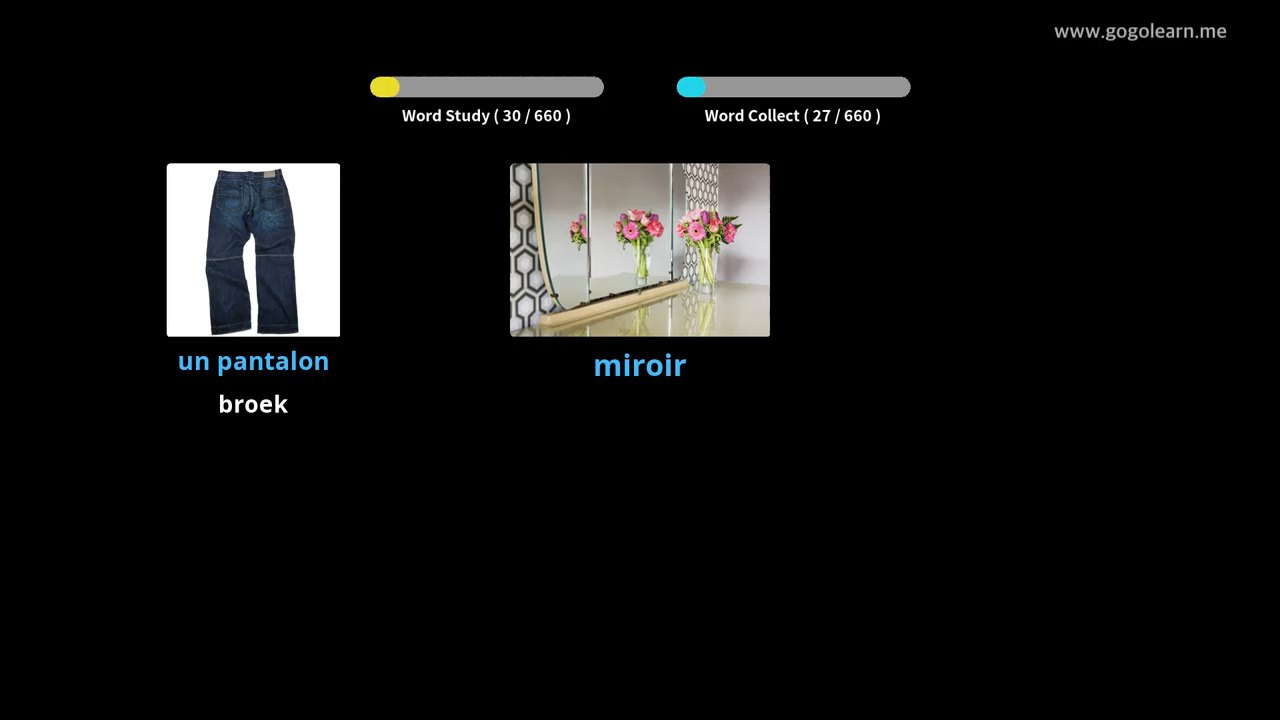 www.gogolearn.me
Word Study ( 30 / 660 )
Word Collect ( 27 / 660 )
un pantalon
broek
miroir